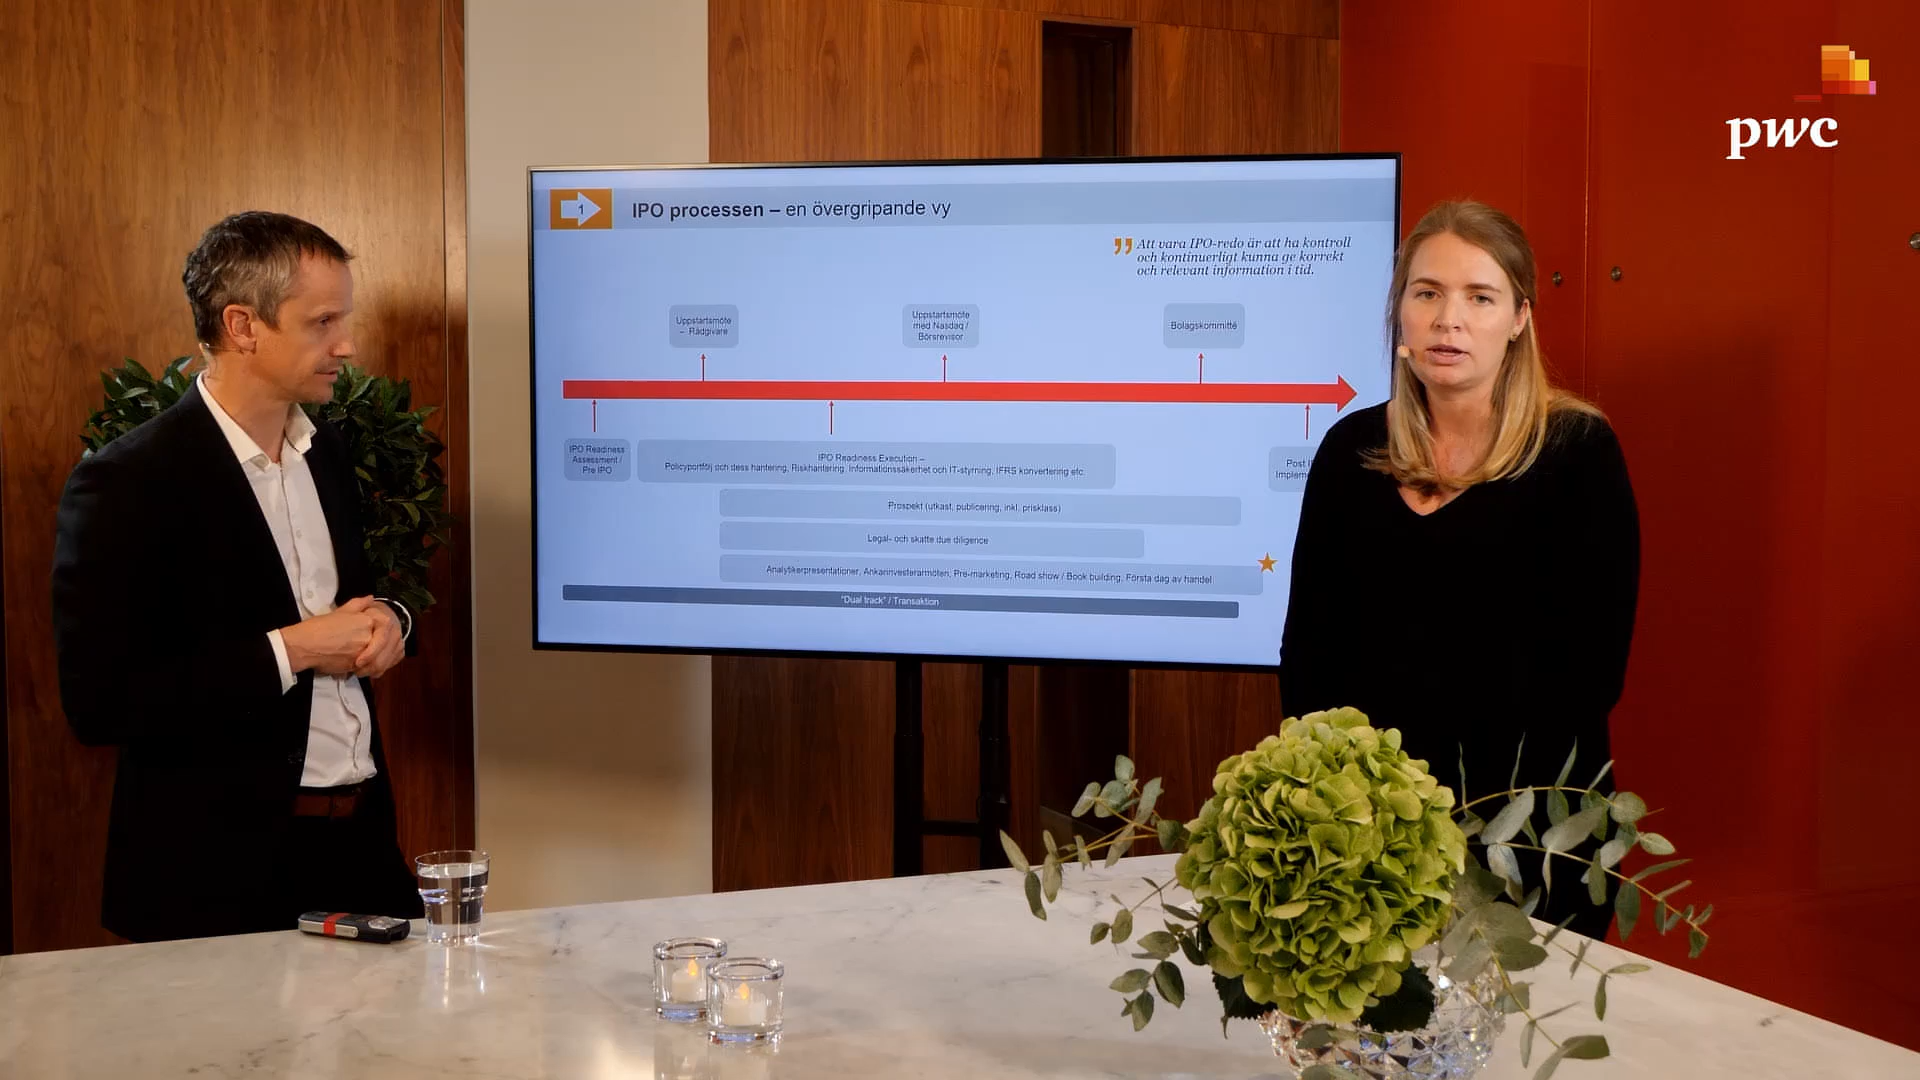 pwc
1
IPO processen – en övergripande vy
Att vara IPO-redo är att ha kontroll
och kontinuerligt kunna ge korrekt
och relevant information i tid.
Uppstartsmöte
– Rådgivare
Uppstartsmöte
med Nasdaq /
Börsrevisor
Bolagskommitté
IPO Readiness
Assessment /
Pre IPO
IPO Readiness Execution –
Policyportfölj och dess hantering, Riskhantering, Informationssäkerhet och IT-styrning, IFRS konvertering etc.
Post
Prospekt (utkast, publicering, inkl. prisklass)
Legal- och skatte due diligence
Analytikerpresentationer, Ankarinvesterarmöten, Pre-marketing, Road show / Book building, Första dag av handel
"Dual track" / Transaktion